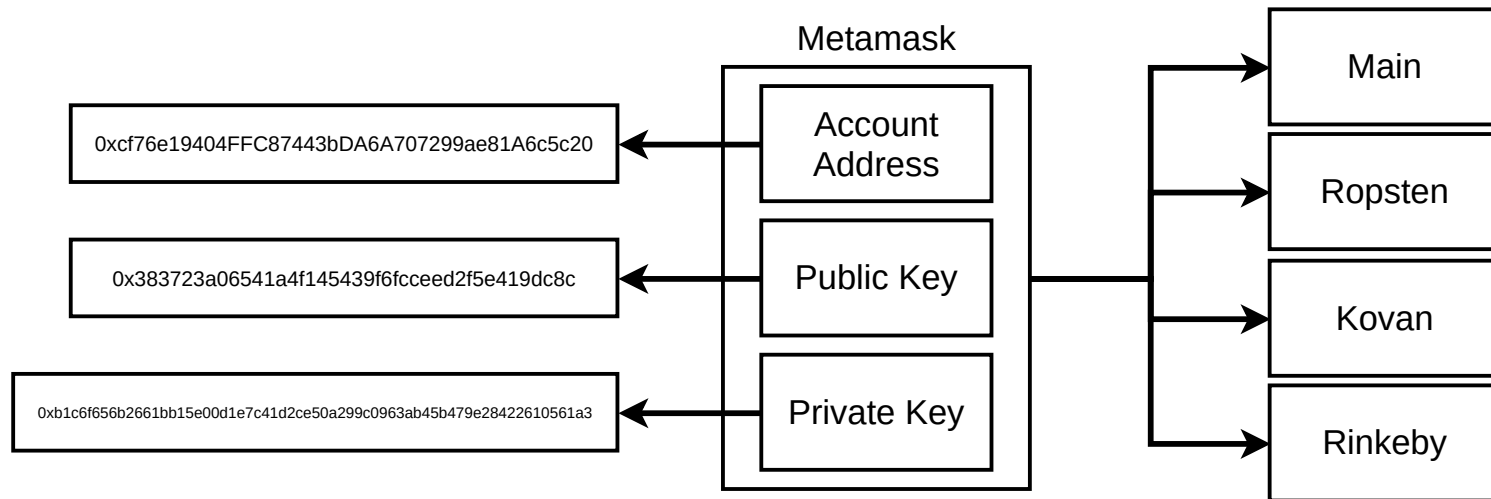 Metamask
Main
Account
Address
0xcf76e19404FFC87443bDA6A707299ae81A6c5c20
Ropsten
Public Key
0x383723a06541a4f145439f6fcceed2f5e419dc8c
Kovan
Private Key
0xb1c6f656b2661bb15e00d1e7c41d2ce50a299c0963ab45b479e28422610561a3
Rinkeby